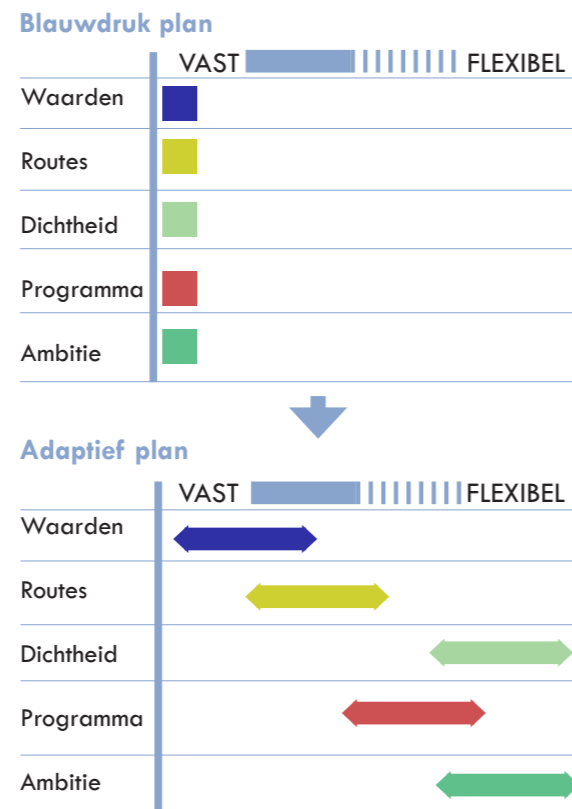 Blauwdruk plan
VAST FLEXIBEL
Waarden
Routes
Dichtheid
Programma
Ambitie
Adaptief plan
VAST FLEXIBEL
Waarden
Routes
Dichtheid
Programma
Ambitie